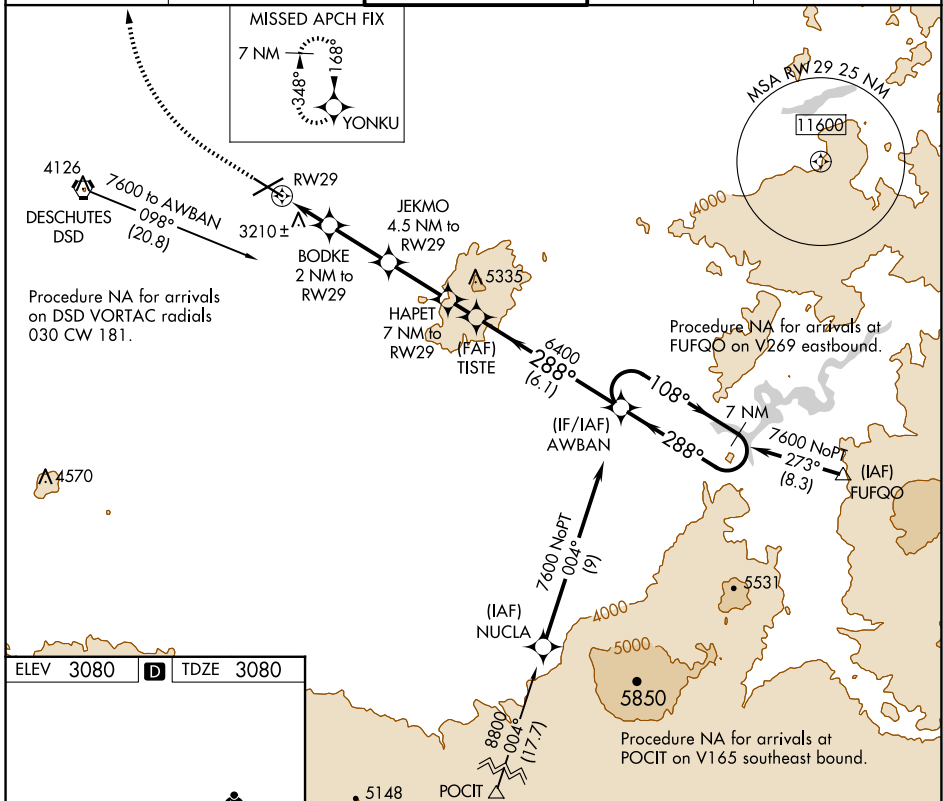 MISSED APCH FIX
7 NM
348°
168°
YONKU
MSA RW 29 25 NM
11600
4126
DESCHUTES
DSD
7600 to AWBAN
098°
(20.8)
RW29
3210 ±
BODKE
2 NM to
RW29
JEKMO
4.5 NM to
RW29
4000
5335
HAPET
7 NM to
RW29
(FAF)
TISTE
Procedure NA for arrivals
on DSD VORTAC radials
030 CW 181.
Procedure NA for arrivals at
FUFQO on V269 eastbound.
6400
288°
(6.1)
108°
7 NM
288°
(IF/IAF)
AWBAN
7600 NoPT
273°
(8.3)
(IAF)
FUFQO
4570
7600 NoPT
004°
(9)
(IAF)
NUCLA
4000
5531
5000
5850
ELEV 3080 D TDZE 3080
8800
004°
(17.7)
Procedure NA for arrivals at
POCIT on V165 southeast bound.
5148
POCIT